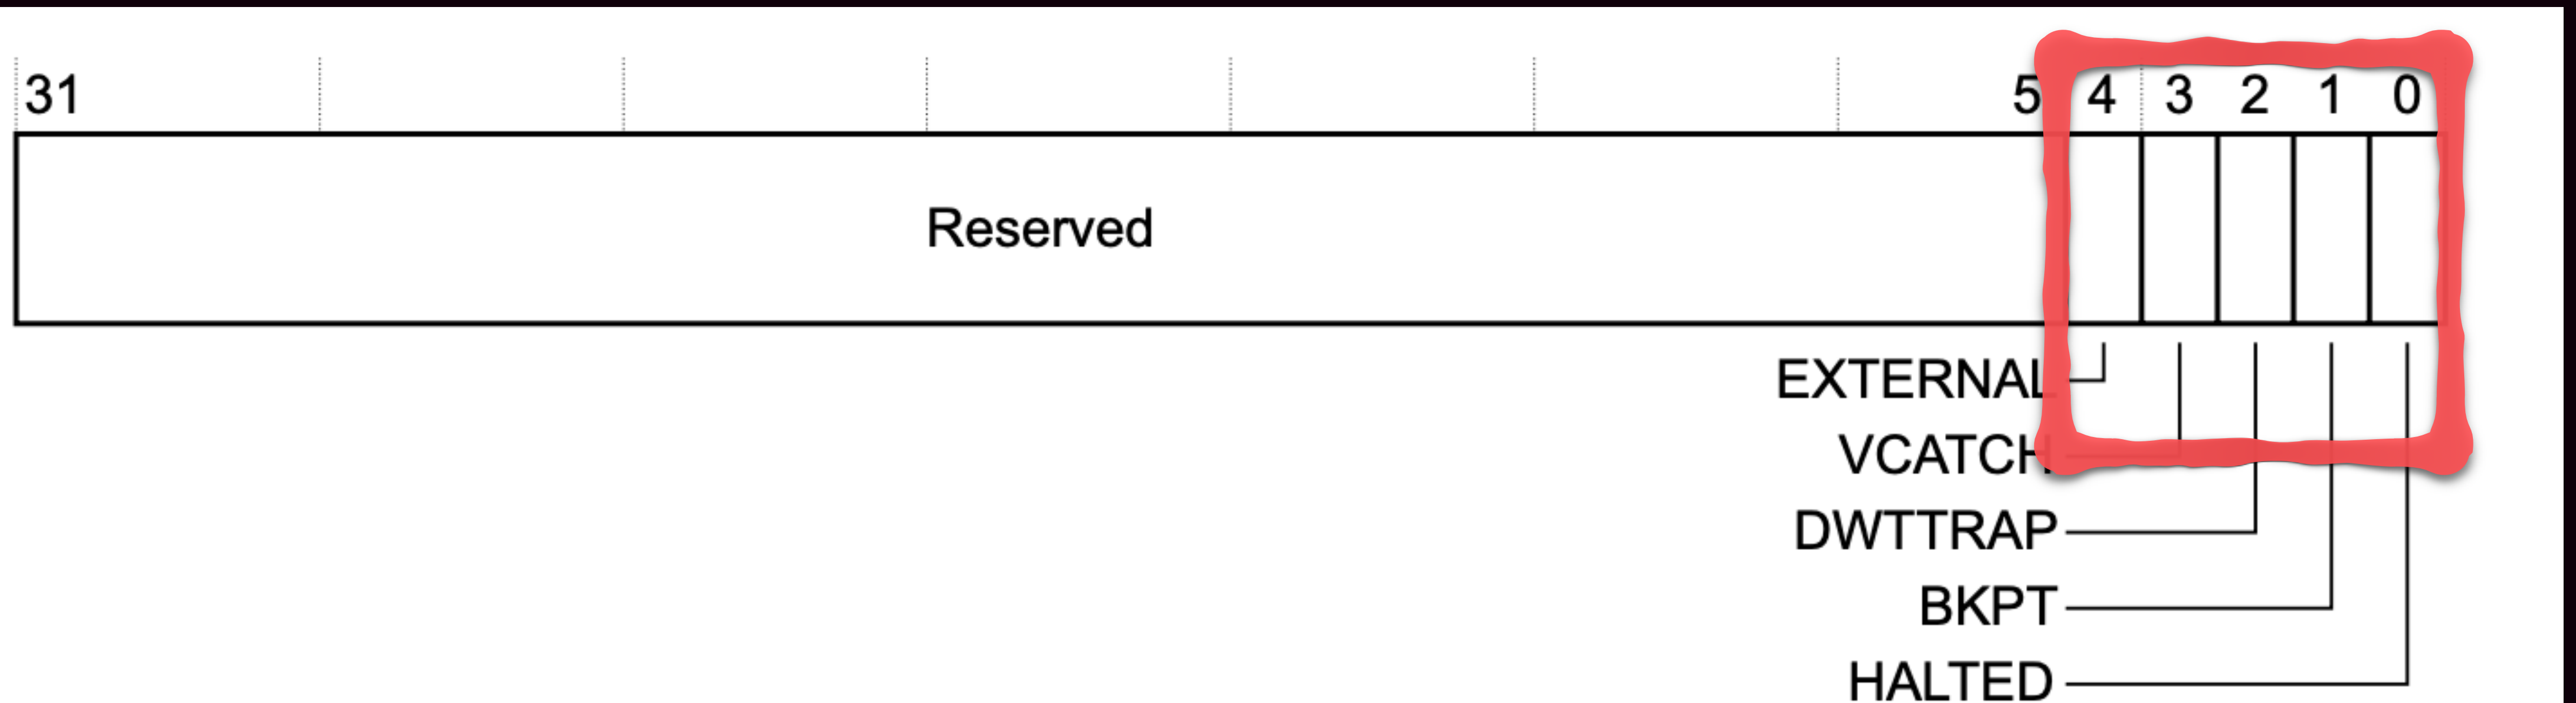 31 5 4 3 2 1 0
Reserved
EXTERNAL
VCATCH
DWTTRAP
BKPT
HALTED